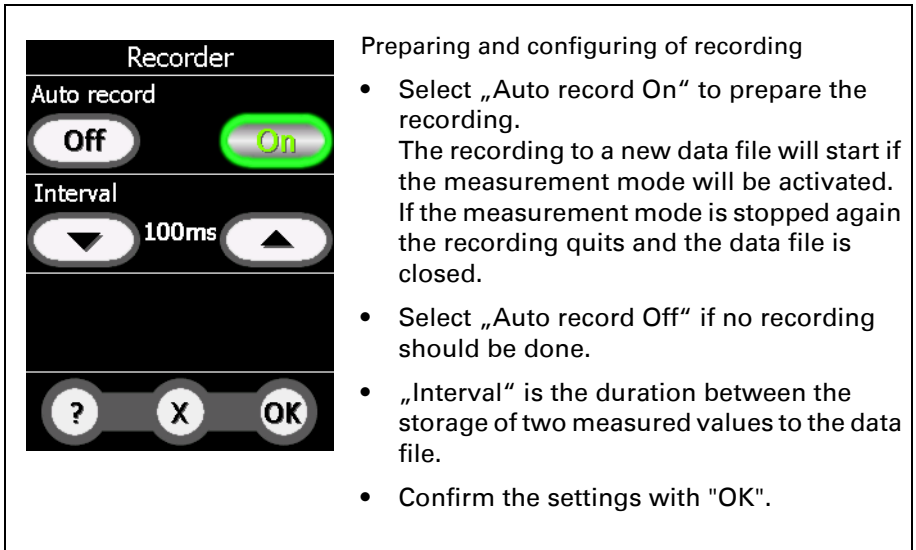 Recorder
Auto record
Off On
Interval
100ms
? X OK
Preparing and configuring of recording
• Select „Auto record On“ to prepare the
recording.
The recording to a new data file will start if
the measurement mode will be activated.
If the measurement mode is stopped again
the recording quits and the data file is
closed.
• Select „Auto record Off“ if no recording
should be done.
• „Interval“ is the duration between the
storage of two measured values to the data
file.
• Confirm the settings with "OK".